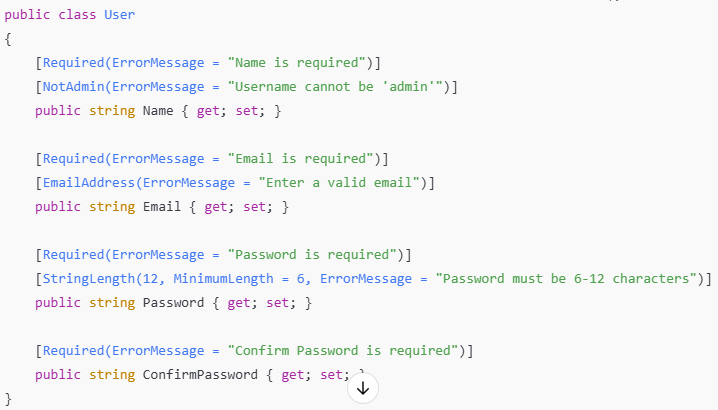 public class User
{
[Required(ErrorMessage = "Name is required")]
[NotAdmin(ErrorMessage = "Username cannot be 'admin'")]
public string Name { get; set; }
[Required(ErrorMessage = "Email is required")]
[EmailAddress(ErrorMessage = "Enter a valid email")]
public string Email { get; set; }
[Required(ErrorMessage = "Password is required")]
[StringLength(12, MinimumLength = 6, ErrorMessage = "Password must be 6-12 characters")]
public string Password { get; set; }
[Required(ErrorMessage = "Confirm Password is required")]
public string ConfirmPassword { get; set; }
}